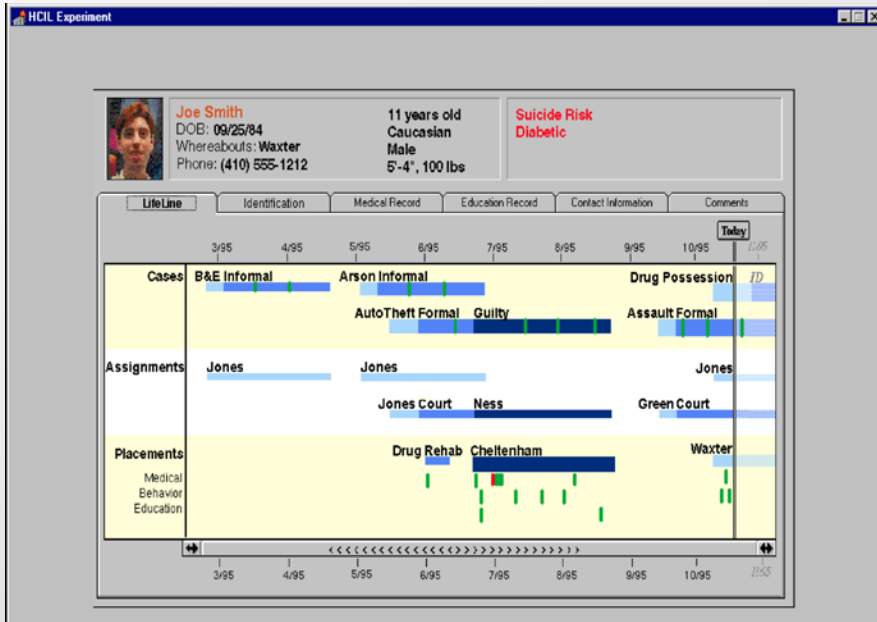 HCIL Experiment
Joe Smith
DOB: 09/25/84
Whereabouts: Waxter
Phone: (410) 555-1212
11 years old
Caucasian
Male
5'-4", 100 lbs
Suicide Risk
Diabetic
LifeLine Identification Medical Record Education Record Contact Information Comments
Today
3/95 4/95 5/95 6/95 7/95 8/95 9/95 10/95
Cases B&E Informal Arson Informal Drug Possession
AutoTheft Formal Guilty Assault Formal
Assignments Jones Jones Jones
Jones Court Ness Green Court
Placements Drug Rehab Cheltenham Waxter
Medical
Behavior
Education
<<<<<<<<<<<<<<<>>>>>>>>>>>>>>>
3/95 4/95 5/95 6/95 7/95 8/95 9/95 10/95